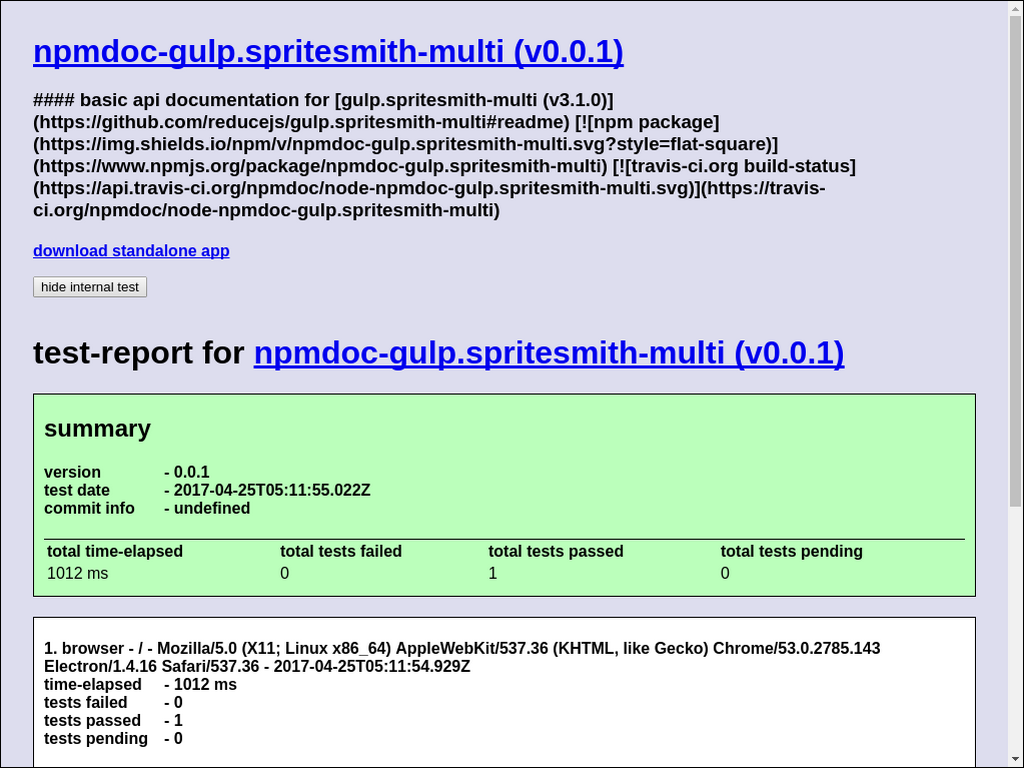 npmdoc-gulp.spritesmith-multi (v0.0.1)
#### basic api documentation for [gulp.spritesmith-multi (v3.1.0)]
(https://github.com/reducejs/gulp.spritesmith-multi#readme) [![npm package]
(https://img.shields.io/npm/v/npmdoc-gulp.spritesmith-multi.svg?style=flat-square)]
(https://www.npmjs.org/package/npmdoc-gulp.spritesmith-multi) [![travis-ci.org build-status]
(https://api.travis-ci.org/npmdoc/node-npmdoc-gulp.spritesmith-multi.svg)](https://travis-
ci.org/npmdoc/node-npmdoc-gulp.spritesmith-multi)
download standalone app
hide internal test
test-report for npmdoc-gulp.spritesmith-multi (v0.0.1)
summary
version - 0.0.1
test date - 2017-04-25T05:11:55.022Z
commit info - undefined
total time-elapsed total tests failed total tests passed total tests pending
1012 ms 0 1 0
1. browser - / - Mozilla/5.0 (X11; Linux x86_64) AppleWebKit/537.36 (KHTML, like Gecko) Chrome/53.0.2785.143
Electron/1.4.16 Safari/537.36 - 2017-04-25T05:11:54.929Z
time-elapsed - 1012 ms
tests failed - 0
tests passed - 1
tests pending - 0